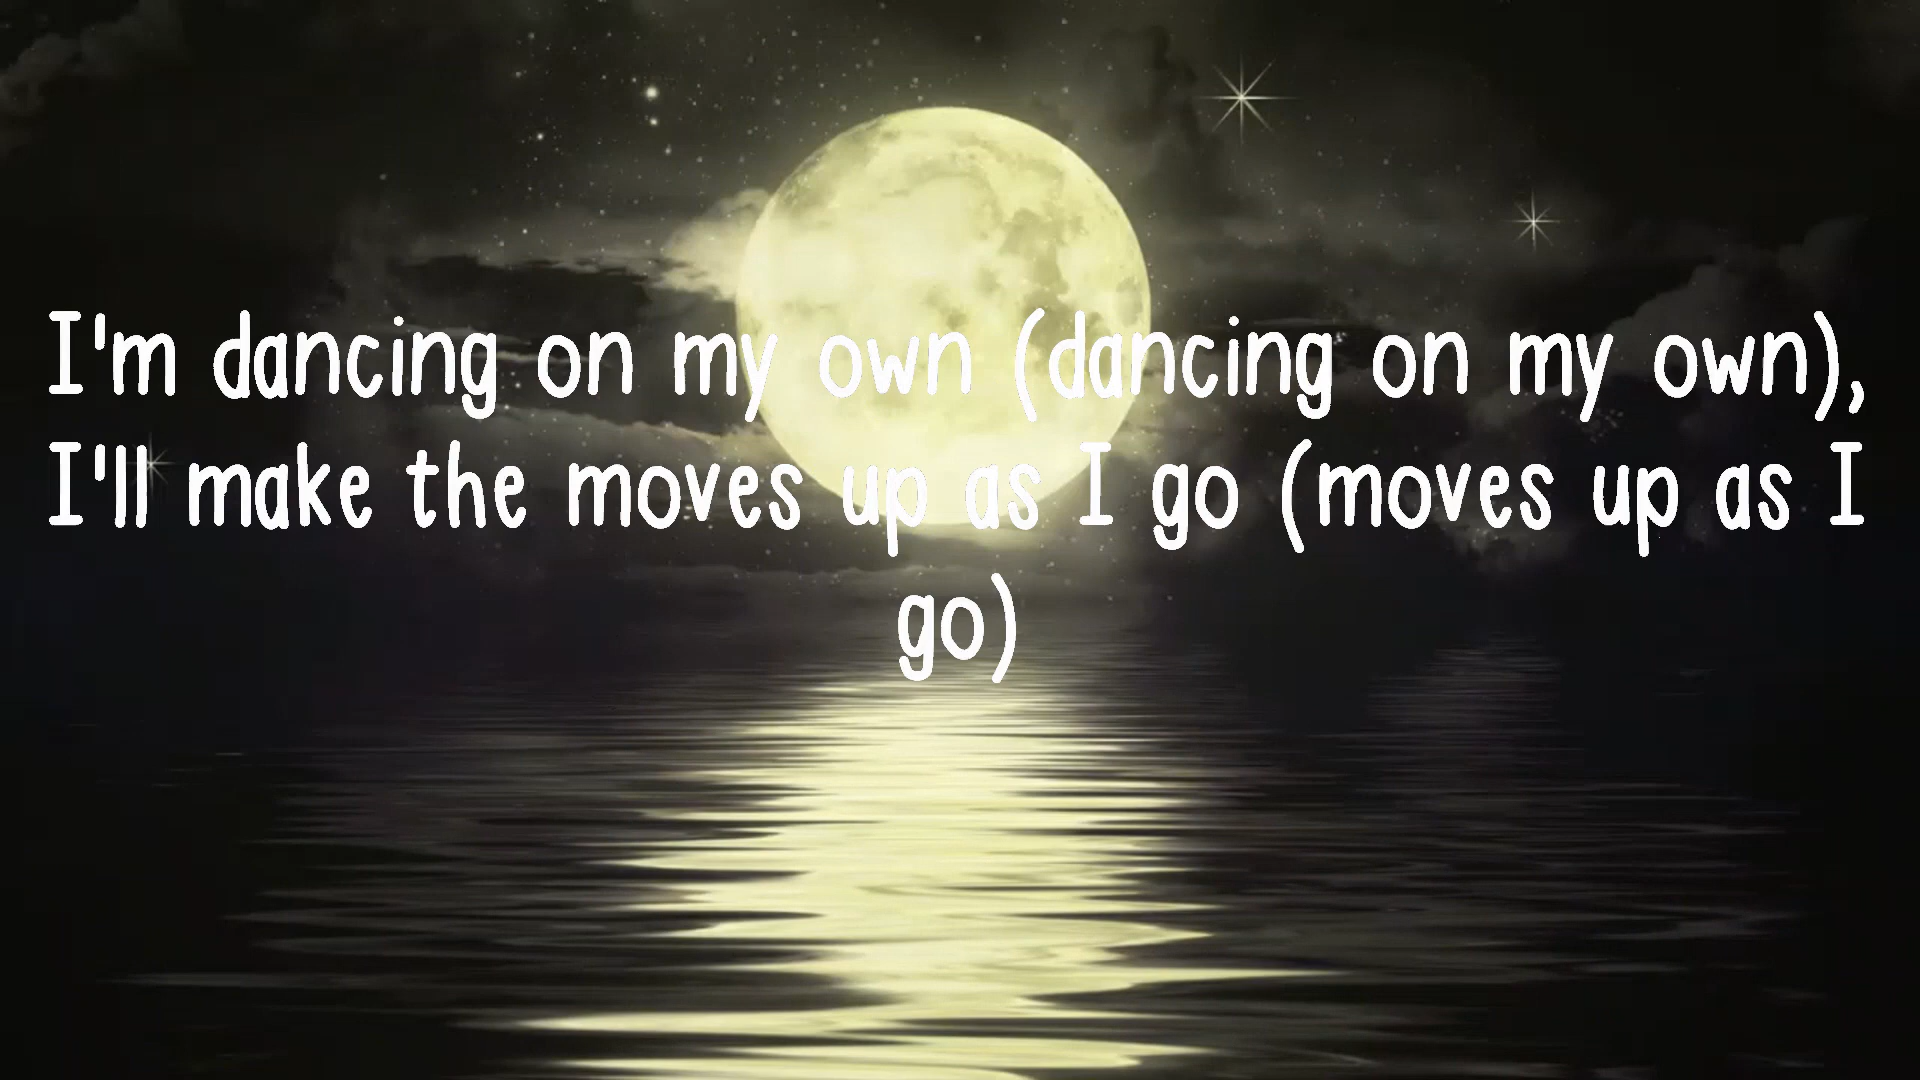 I'm dancing on my own (dancing on my own),
I'll make the moves up as I go (moves up as I
go)